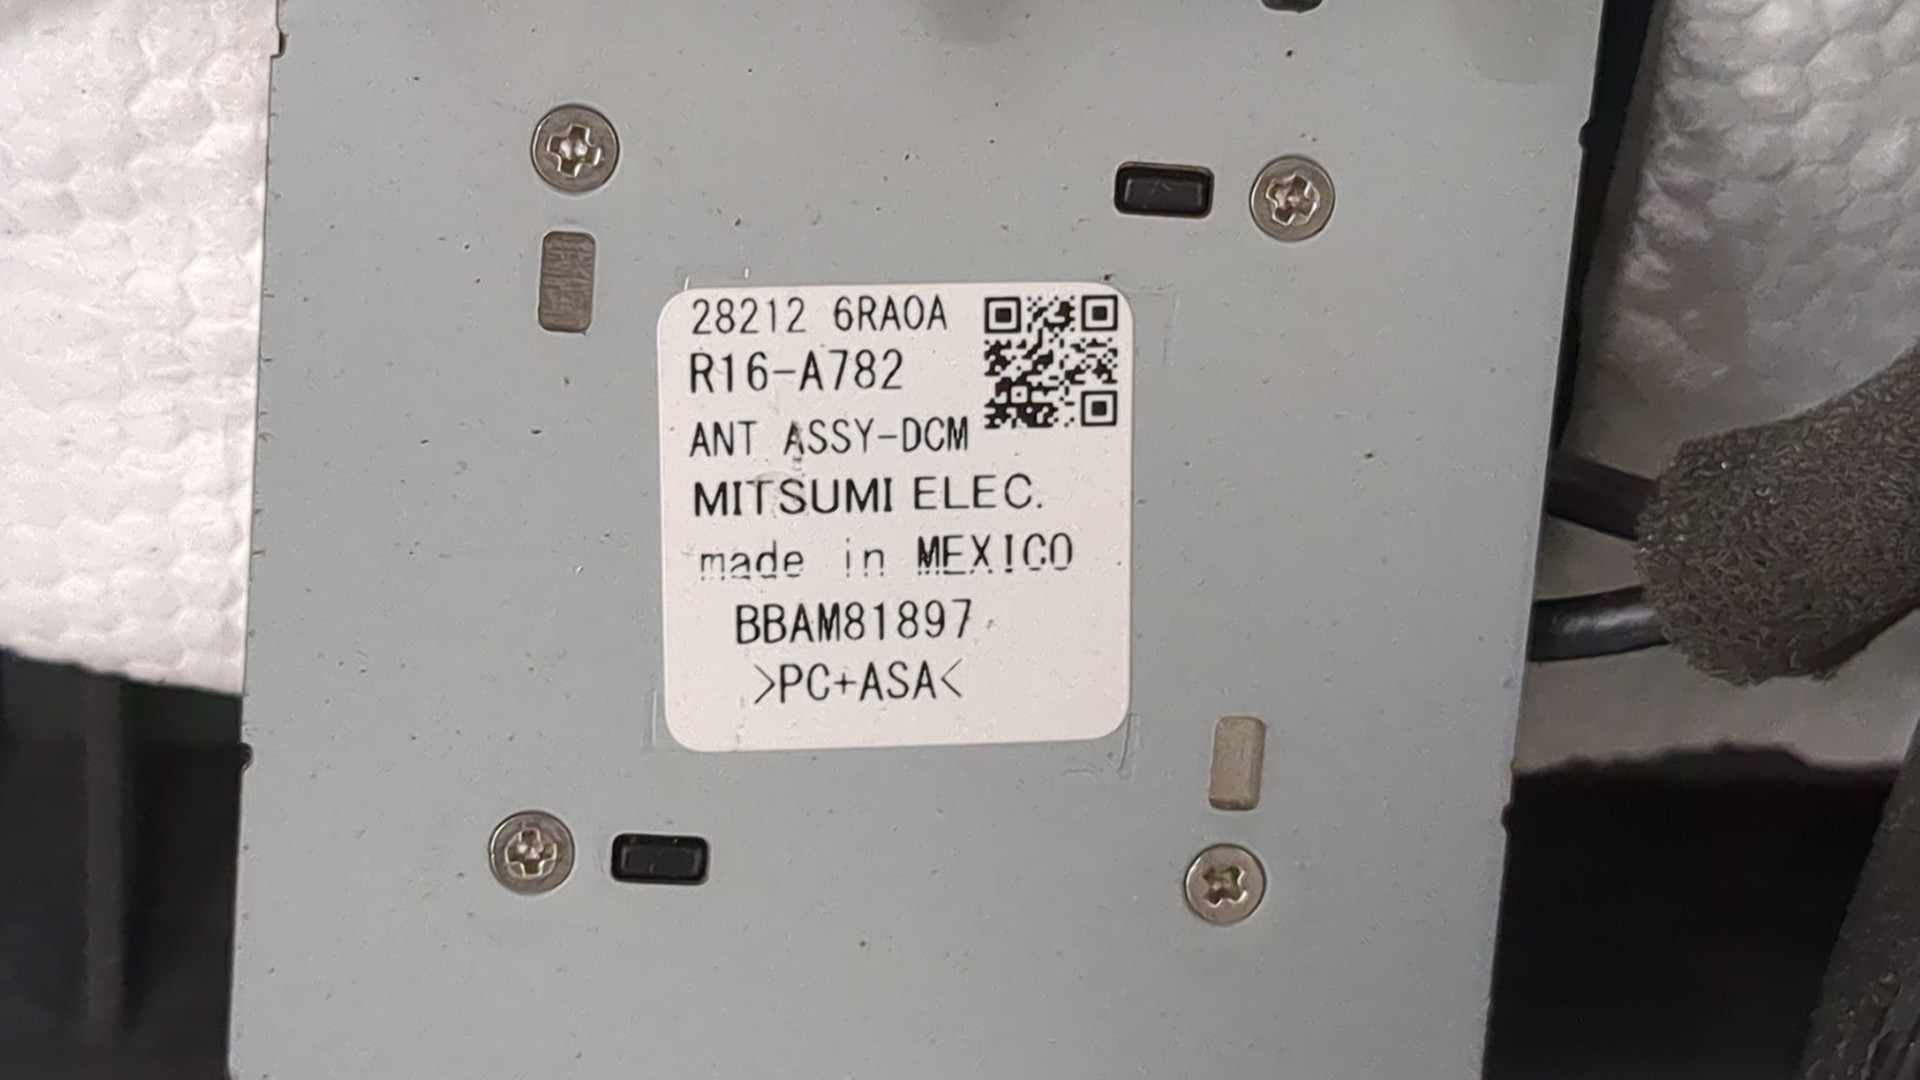 28212 6RA0A
R16-A782
ANT ASSY-DCM
MITSUMI ELEC.
made in MEXICO
BBAM81897
>PC+ASA<